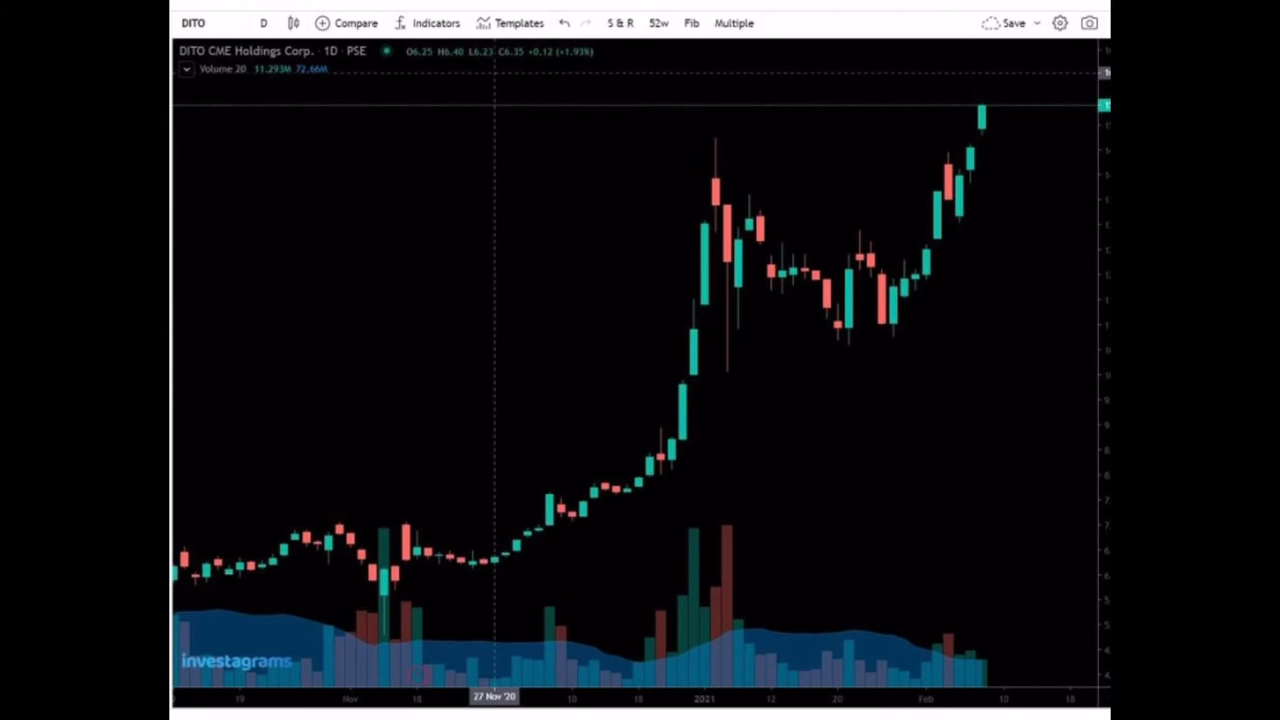 DITO D Compare Indicators Templates S & R 52w Fib Multiple Save
DITO CME Holdings Corp. · 1D · PSE O6.25 H6.40 L6.23 C6.35 +0.12 (+1.93%)
Volume 20 11.293M 72.66M
investagrams
19 Nov 18 27 Nov '20 10 18 2021 12 20 Feb 10 18